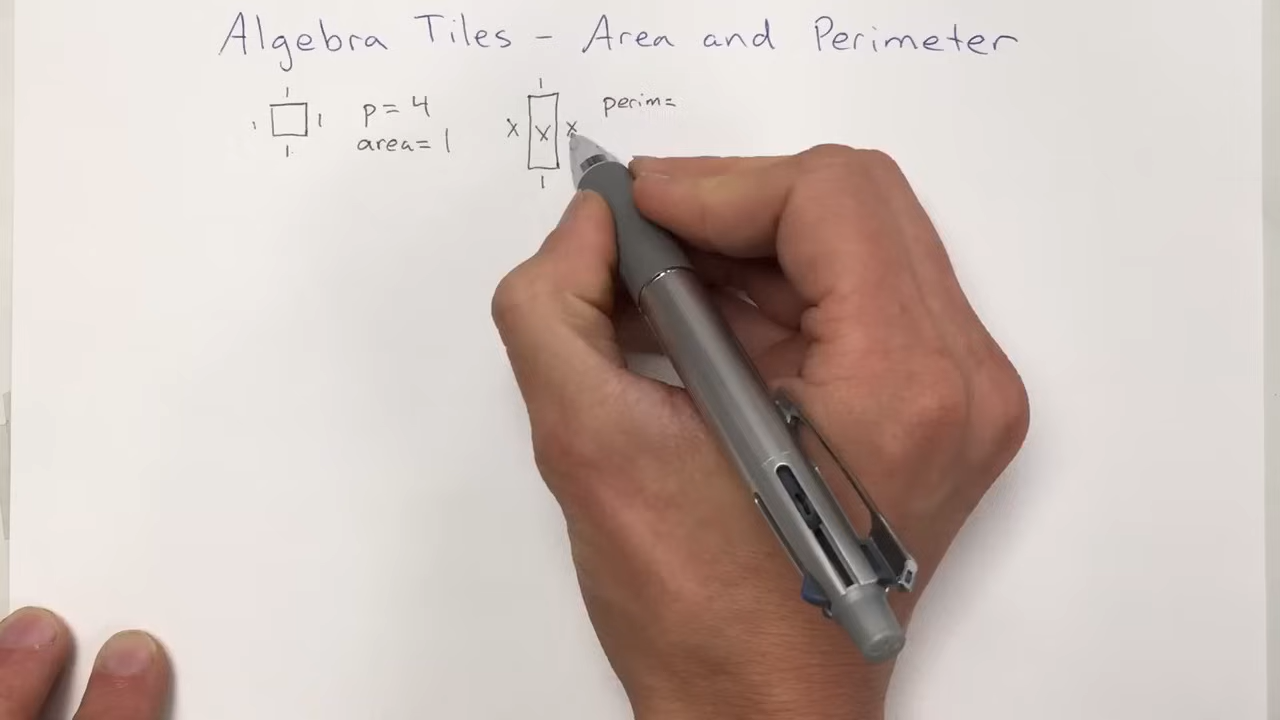 Algebra Tiles - Area and Perimeter
1
1 1
1
p = 4
area = 1
1
x x x
1
perim =